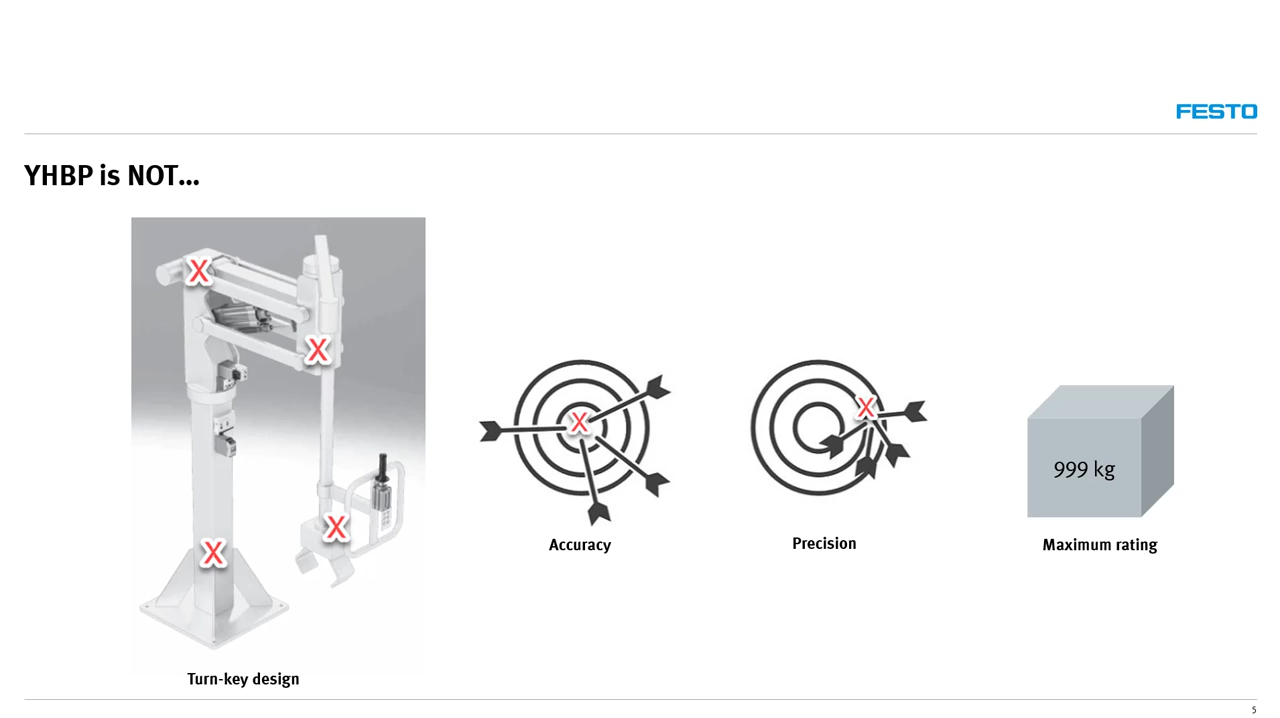 FESTO
YHBP is NOT...
X
X
X
X
X
X
999 kg
Accuracy
Precision
Maximum rating
Turn-key design
5